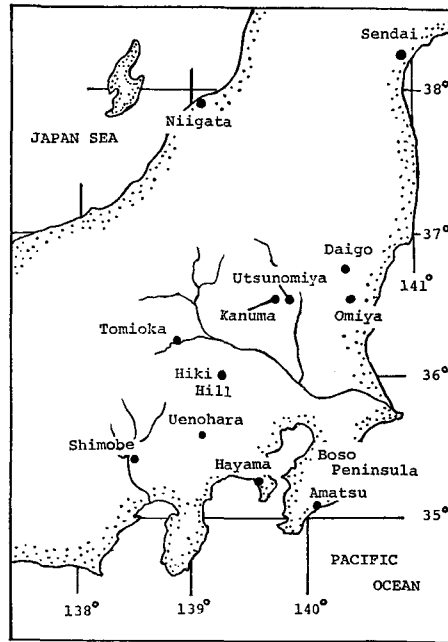 Sendai
38°
Niigata
JAPAN SEA
37°
Daigo
141°
Utsunomiya
Kanuma
Omiya
Tomioka
36°
Hiki
Hill
Uenohara
Shimobe
Boso
Peninsula
Hayama
Amatsu
35°
PACIFIC
OCEAN
138°
139°
140°